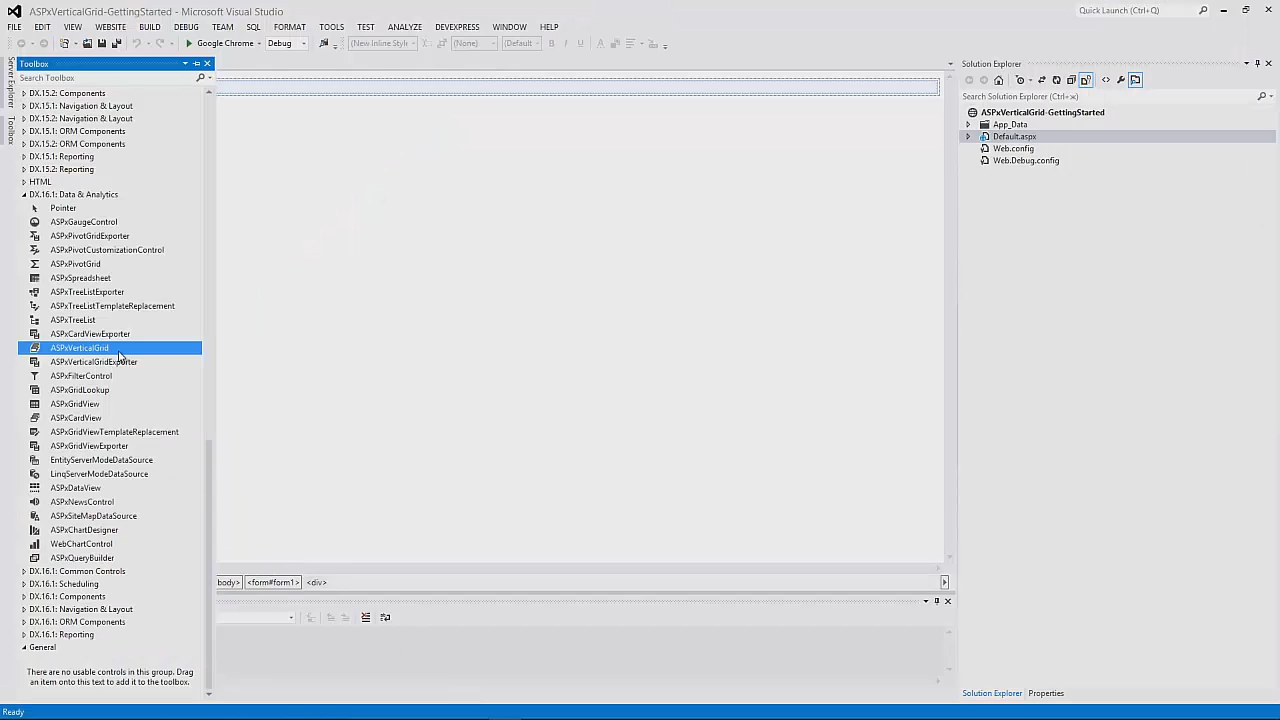 ASPxVerticalGrid-GettingStarted - Microsoft Visual Studio
Quick Launch (Ctrl+Q)
FILE EDIT VIEW WEBSITE BUILD DEBUG TEAM SQL FORMAT TOOLS TEST ANALYZE DEVEXPRESS WINDOW HELP
Google Chrome Debug (New Inline Style (None) (Default
Server Explorer
Toolbox
Toolbox
Search Toolbox
DX.15.2: Components
DX.15.1: Navigation & Layout
DX.15.2: Navigation & Layout
DX.15.1: ORM Components
DX.15.2: ORM Components
DX.15.1: Reporting
DX.15.2: Reporting
HTML
DX.16.1: Data & Analytics
Pointer
ASPxGaugeControl
ASPxPivotGridExporter
ASPxPivotCustomizationControl
ASPxPivotGrid
ASPxSpreadsheet
ASPxTreeListExporter
ASPxTreeListTemplateReplacement
ASPxTreeList
ASPxCardViewExporter
ASPxVerticalGrid
ASPxVerticalGridExporter
ASPxFilterControl
ASPxGridLookup
ASPxGridView
ASPxCardView
ASPxGridViewTemplateReplacement
ASPxGridViewExporter
EntityServerModeDataSource
LinqServerModeDataSource
ASPxDataView
ASPxNewsControl
ASPxSiteMapDataSource
ASPxChartDesigner
WebChartControl
ASPxQueryBuilder
DX.16.1: Common Controls
DX.16.1: Scheduling
DX.16.1: Components
DX.16.1: Navigation & Layout
DX.16.1: ORM Components
DX.16.1: Reporting
General
There are no usable controls in this group. Drag
an item onto this text to add it to the toolbox.
body> <form#form1> <div>
Solution Explorer
Search Solution Explorer (Ctrl+ж)
ASPxVerticalGrid-GettingStarted
App_Data
Default.aspx
Web.config
Web.Debug.config
Solution Explorer Properties
Ready